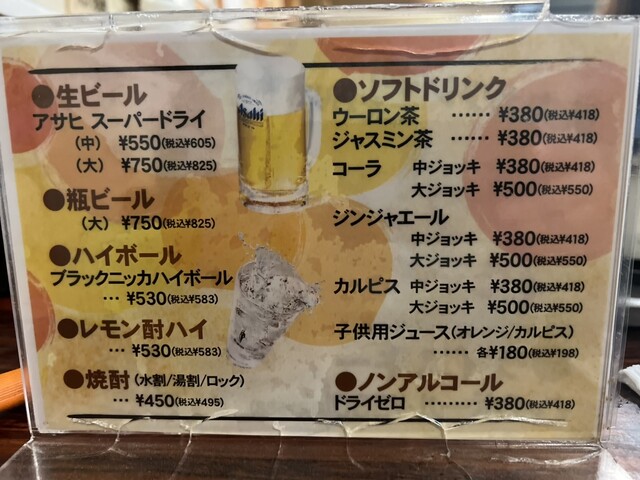 ●生ビール
アサヒ スーパードライ
(中) ¥550(税込¥605)
(大) ¥750(税込¥825)
●瓶ビール
(大) ¥750(税込¥825)
●ハイボール
ブラックニッカハイボール
… ¥530(税込¥583)
●レモン酎ハイ
… ¥530(税込¥583)
●焼酎(水割/湯割/ロック)
… ¥450(税込¥495)
Asahi
●ソフトドリンク
ウーロン茶 …… ¥380(税込¥418)
ジャスミン茶 …… ¥380(税込¥418)
コーラ 中ジョッキ ¥380(税込¥418)
大ジョッキ ¥500(税込¥550)
ジンジャエール
中ジョッキ ¥380(税込¥418)
大ジョッキ ¥500(税込¥550)
カルピス 中ジョッキ ¥380(税込¥418)
大ジョッキ ¥500(税込¥550)
子供用ジュース(オレンジ/カルピス)
…… 各¥180(税込¥198)
●ノンアルコール
ドライゼロ ……… ¥380(税込¥418)